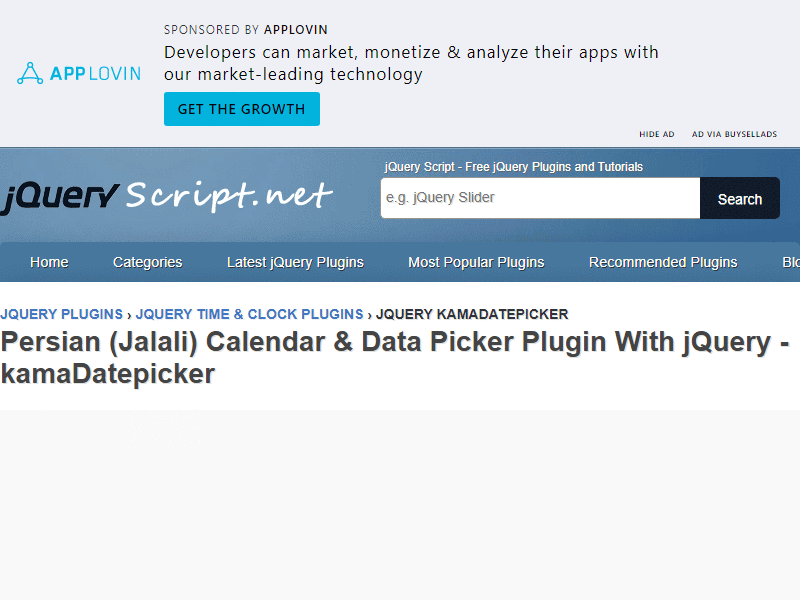 SPONSORED BY APPLOVIN
Developers can market, monetize & analyze their apps with
our market-leading technology
APPLOVIN
GET THE GROWTH
HIDE AD AD VIA BUYSELLADS
jQuery Script - Free jQuery Plugins and Tutorials
jQuery Script.net
e.g. jQuery Slider Search
Home Categories Latest jQuery Plugins Most Popular Plugins Recommended Plugins
JQUERY PLUGINS › JQUERY TIME & CLOCK PLUGINS › JQUERY KAMADATEPICKER
Persian (Jalali) Calendar & Data Picker Plugin With jQuery -
kamaDatepicker